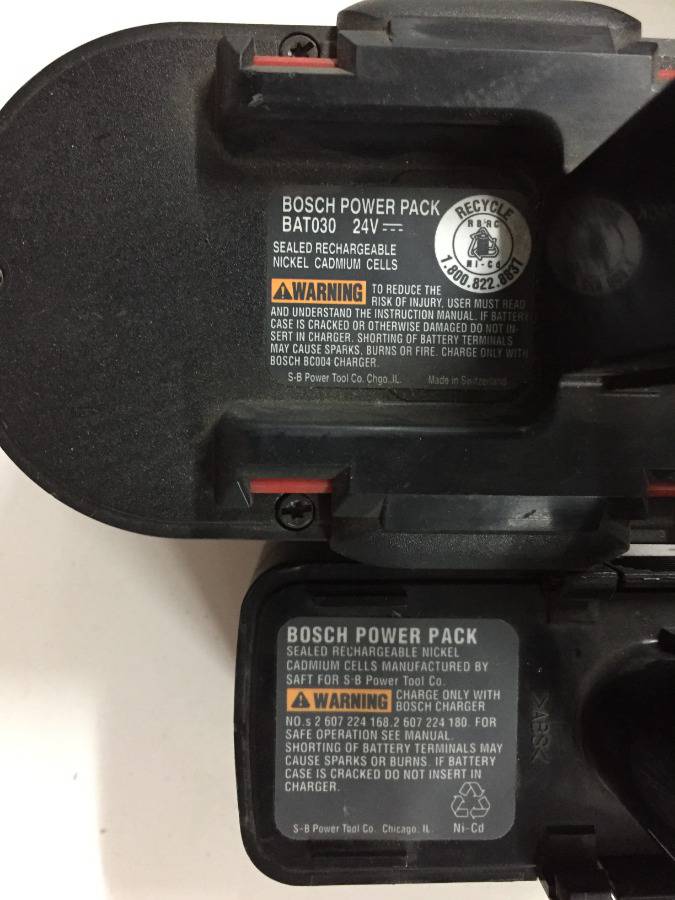 BOSCH POWER PACK
BAT030 24V
SEALED RECHARGEABLE
NICKEL CADMIUM CELLS
RECYCLE
RBRC
Ni-Cd
1.800.822.8837
WARNING TO REDUCE THE
RISK OF INJURY, USER MUST READ
AND UNDERSTAND THE INSTRUCTION MANUAL. IF BATTERY
CASE IS CRACKED OR OTHERWISE DAMAGED DO NOT IN-
SERT IN CHARGER. SHORTING OF BATTERY TERMINALS
MAY CAUSE SPARKS, BURNS OR FIRE. CHARGE ONLY WITH
BOSCH BC004 CHARGER.
S-B Power Tool Co. Chgo.,IL. Made in Switzerland
BOSCH POWER PACK
SEALED RECHARGEABLE NICKEL
CADMIUM CELLS MANUFACTURED BY
SAFT FOR S-B Power Tool Co.
WARNING CHARGE ONLY WITH
BOSCH CHARGER
NO.s 2 607 224 168.2 607 224 180. FOR
SAFE OPERATION SEE MANUAL.
SHORTING OF BATTERY TERMINALS MAY
CAUSE SPARKS OR BURNS. IF BATTERY
CASE IS CRACKED DO NOT INSERT IN
CHARGER.
S-B Power Tool Co. Chicago, IL
Ni-Cd
>ABS<